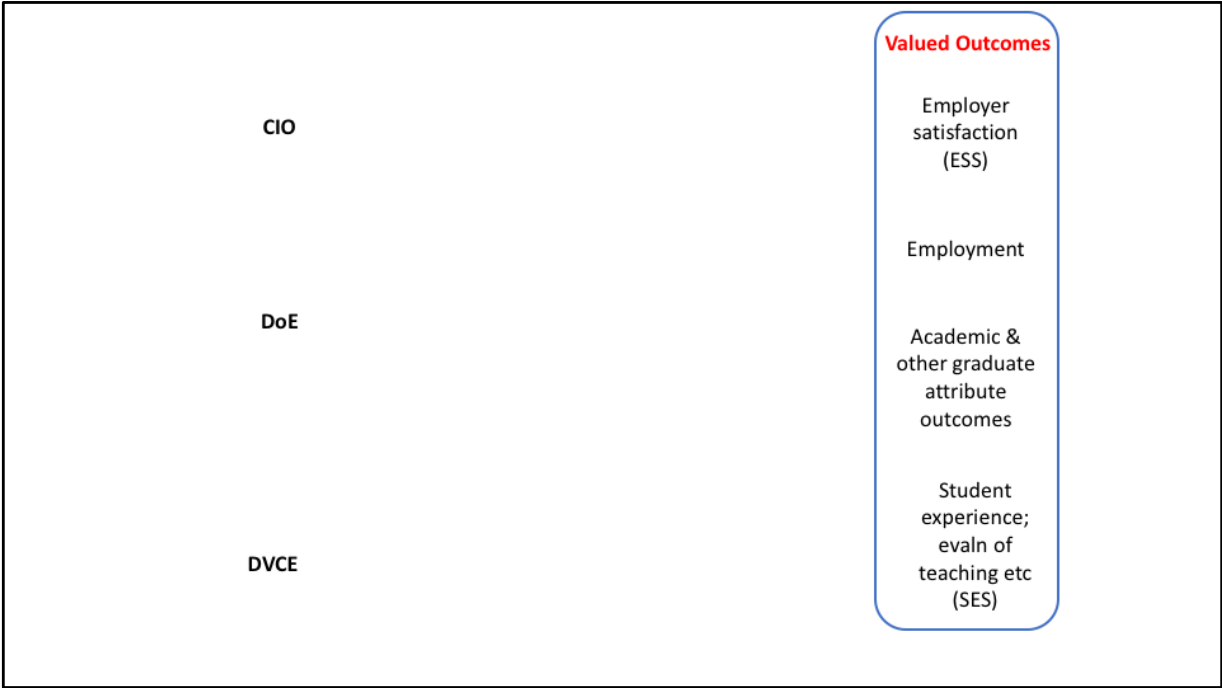 CIO
DoE
DVCE
Valued Outcomes
Employer
satisfaction
(ESS)
Employment
Academic &
other graduate
attribute
outcomes
Student
experience;
evaln of
teaching etc
(SES)